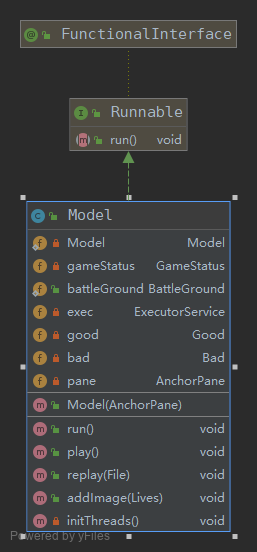 @ FunctionalInterface
I Runnable
m run() void
C Model
f Model Model
f gameStatus GameStatus
f battleGround BattleGround
f exec ExecutorService
f good Good
f bad Bad
f pane AnchorPane
m Model(AnchorPane)
m run() void
m play() void
m replay(File) void
m addImage(Lives) void
m initThreads() void
Powered by yFiles